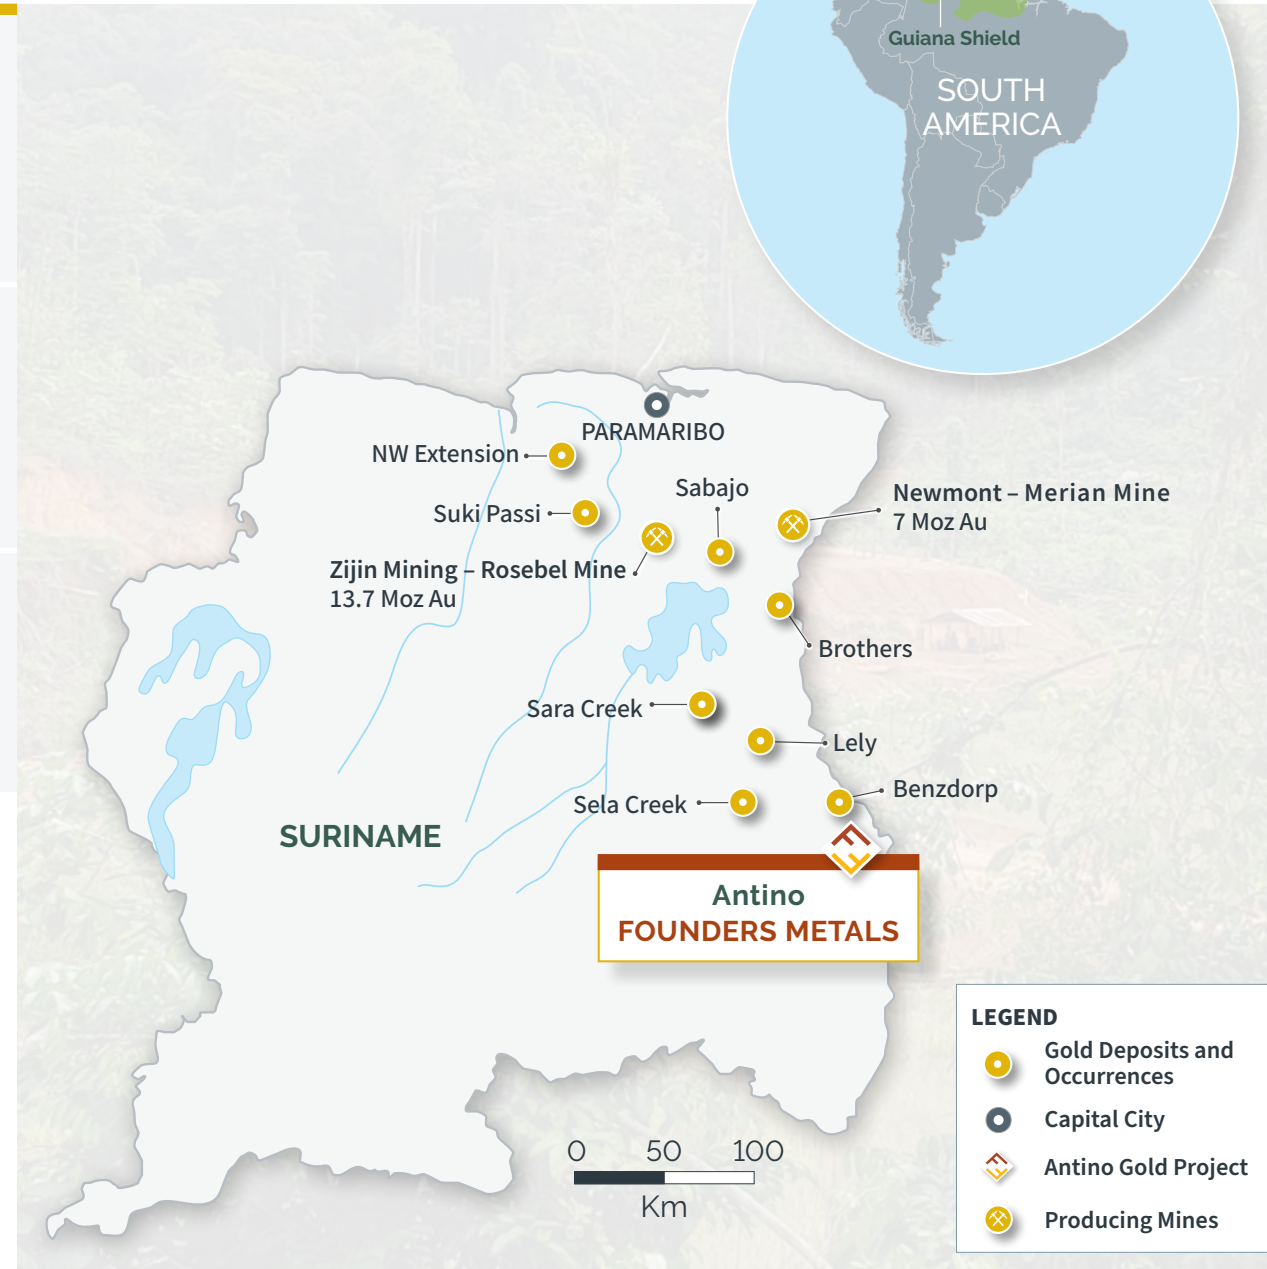 Guiana Shield
SOUTH
AMERICA
PARAMARIBO
NW Extension
Sabajo
Newmont – Merian Mine
7 Moz Au
Suki Passi
Zijin Mining – Rosebel Mine
13.7 Moz Au
Brothers
Sara Creek
Lely
Benzdorp
Sela Creek
SURINAME
Antino
FOUNDERS METALS
LEGEND
Gold Deposits and
Occurrences
Capital City
Antino Gold Project
Producing Mines
0 50 100
Km